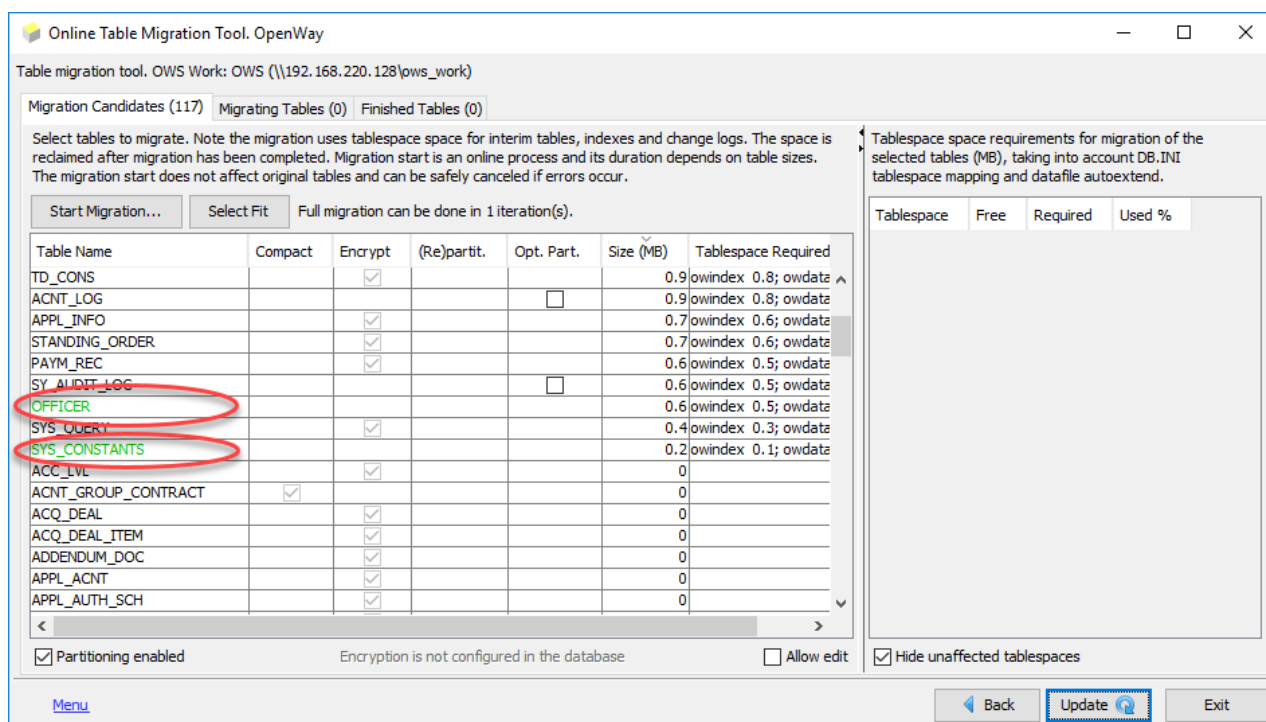 Online Table Migration Tool. OpenWay
Table migration tool. OWS Work: OWS (\\192.168.220.128\ows_work)
Migration Candidates (117) Migrating Tables (0) Finished Tables (0)
Select tables to migrate. Note the migration uses tablespace space for interim tables, indexes and change logs. The space is
reclaimed after migration has been completed. Migration start is an online process and its duration depends on table sizes.
The migration start does not affect original tables and can be safely canceled if errors occur.
Start Migration... Select Fit Full migration can be done in 1 iteration(s).
Table Name Compact Encrypt (Re)partit. Opt. Part. Size (MB) Tablespace Required
TD_CONS 0.9 owindex 0.8; owdata
ACNT_LOG 0.9 owindex 0.8; owdata
APPL_INFO 0.7 owindex 0.6; owdata
STANDING_ORDER 0.7 owindex 0.6; owdata
PAYM_REC 0.6 owindex 0.5; owdata
SY_AUDIT_LOG 0.6 owindex 0.5; owdata
OFFICER 0.6 owindex 0.5; owdata
SYS_QUERY 0.4 owindex 0.3; owdata
SYS_CONSTANTS 0.2 owindex 0.1; owdata
ACC_LVL 0
ACNT_GROUP_CONTRACT 0
ACQ_DEAL 0
ACQ_DEAL_ITEM 0
ADDENDUM_DOC 0
APPL_ACNT 0
APPL_AUTH_SCH 0
Partitioning enabled Encryption is not configured in the database Allow edit
Tablespace space requirements for migration of the
selected tables (MB), taking into account DB.INI
tablespace mapping and datafile autoextend.
Tablespace Free Required Used %
Hide unaffected tablespaces
Menu Back Update Exit